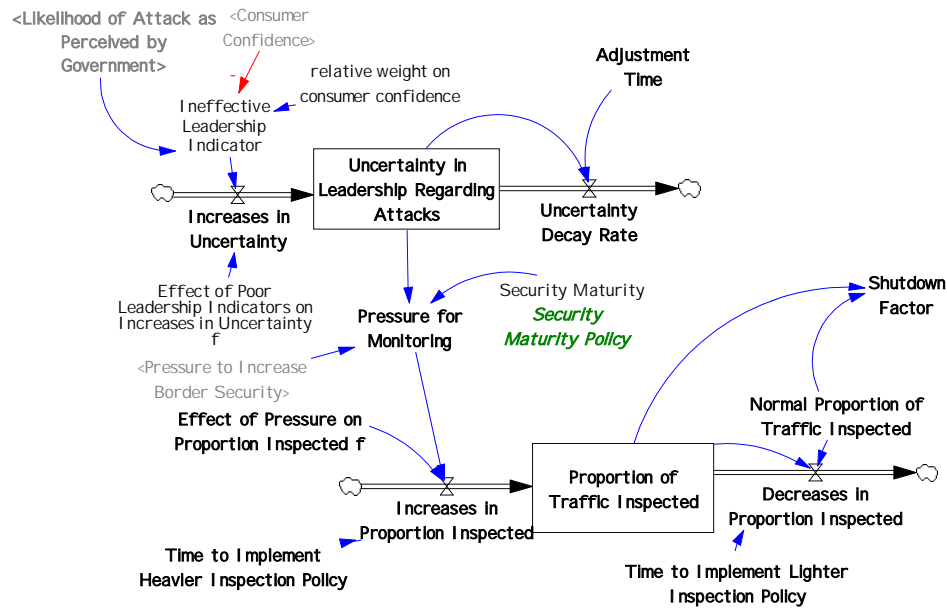 <Likelihood of Attack as
Perceived by
Government>
<Consumer
Confidence>
-
relative weight on
consumer confidence
Adjustment
Time
Ineffective
Leadership
Indicator
Uncertainty in
Leadership Regarding
Attacks
Increases in
Uncertainty
Uncertainty
Decay Rate
Effect of Poor
Leadership Indicators on
Increases in Uncertainty
f
Security Maturity
Security
Maturity Policy
Shutdown
Factor
Pressure for
Monitoring
<Pressure to Increase
Border Security>
Normal Proportion of
Traffic Inspected
Effect of Pressure on
Proportion Inspected f
Proportion of
Traffic Inspected
Increases in
Proportion Inspected
Decreases in
Proportion Inspected
Time to Implement
Heavier Inspection Policy
Time to Implement Lighter
Inspection Policy